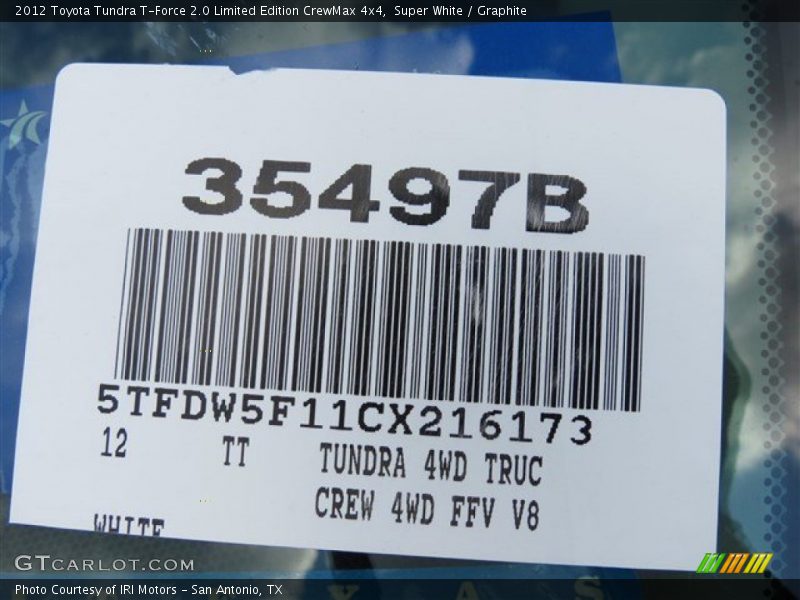 2012 Toyota Tundra T-Force 2.0 Limited Edition CrewMax 4x4, Super White / Graphite
35497B
5TFDW5F11CX216173
12 TT TUNDRA 4WD TRUC
CREW 4WD FFV V8
WHITE
GTCARLOT.COM
Photo Courtesy of IRI Motors - San Antonio, TX